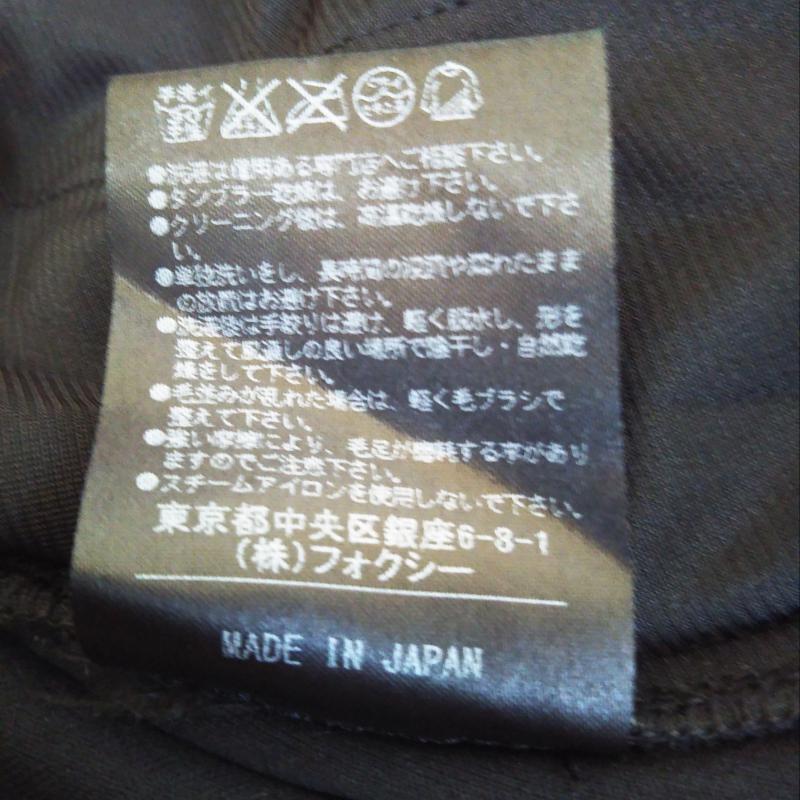 手洗イ
●洗濯は信用ある専門店へご相談下さい。
●タンブラー乾燥は、お避け下さい。
●クリーニング後は、高温乾燥しないで下さ
い。
●単独洗いをし、長時間の浸漬や濡れたまま
の放置はお避け下さい。
●洗濯後は手絞りは避け、軽く脱水し、形を
整えて風通しの良い場所で陰干し・自然乾
燥をして下さい。
●毛並みが乱れた場合は、軽く毛ブラシで
整えて下さい。
●強い摩擦により、毛足が磨耗する事があり
ますのでご注意下さい。
●スチームアイロンを使用しないで下さい。
東京都中央区銀座6-8-1
(株)フォクシー
MADE IN JAPAN